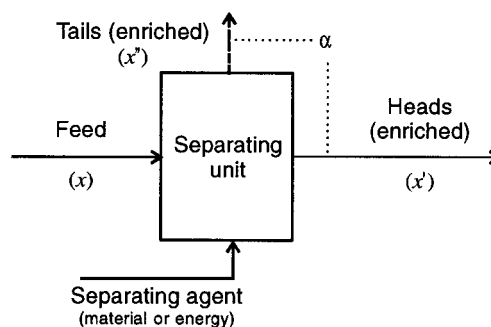 Tails (enriched)
(x")
α
Feed
Heads
(enriched)
Separating
unit
(x)
(x')
Separating agent
(material or energy)